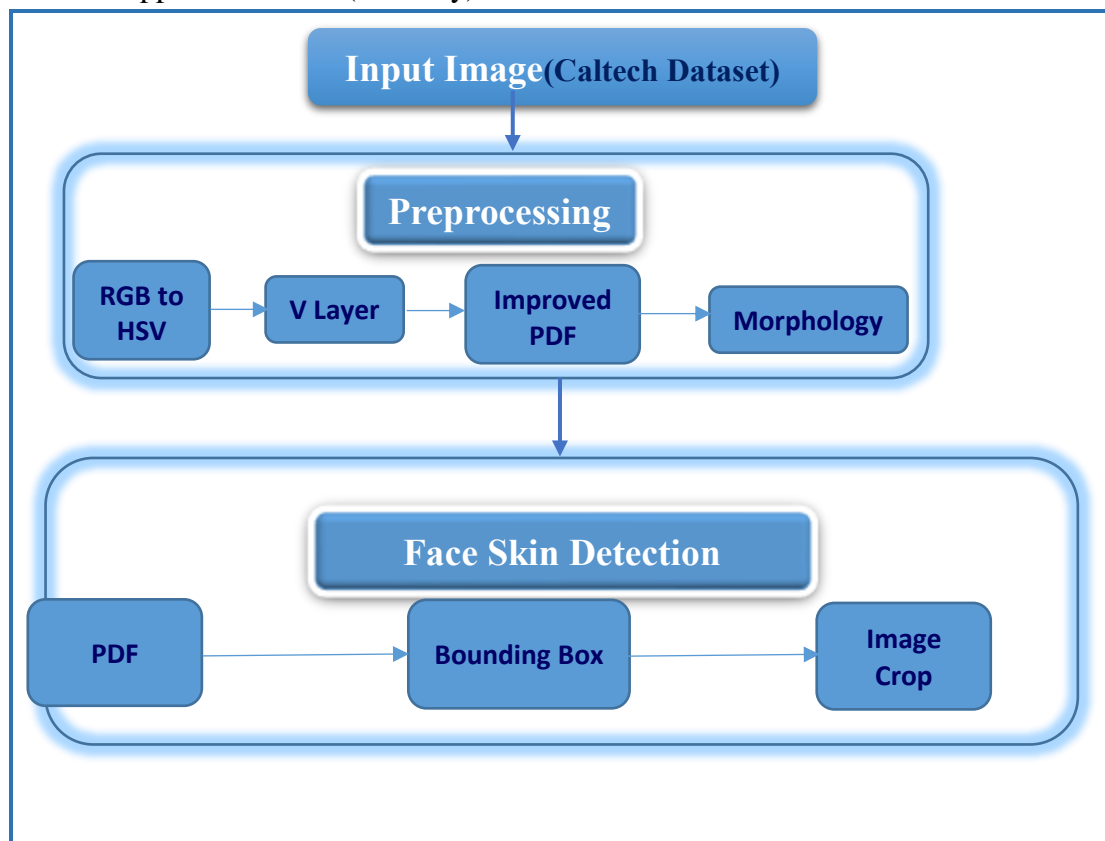 Input Image(Caltech Dataset)
Preprocessing
RGB to
HSV
V Layer
Improved
PDF
Morphology
Face Skin Detection
PDF
Bounding Box
Image
Crop